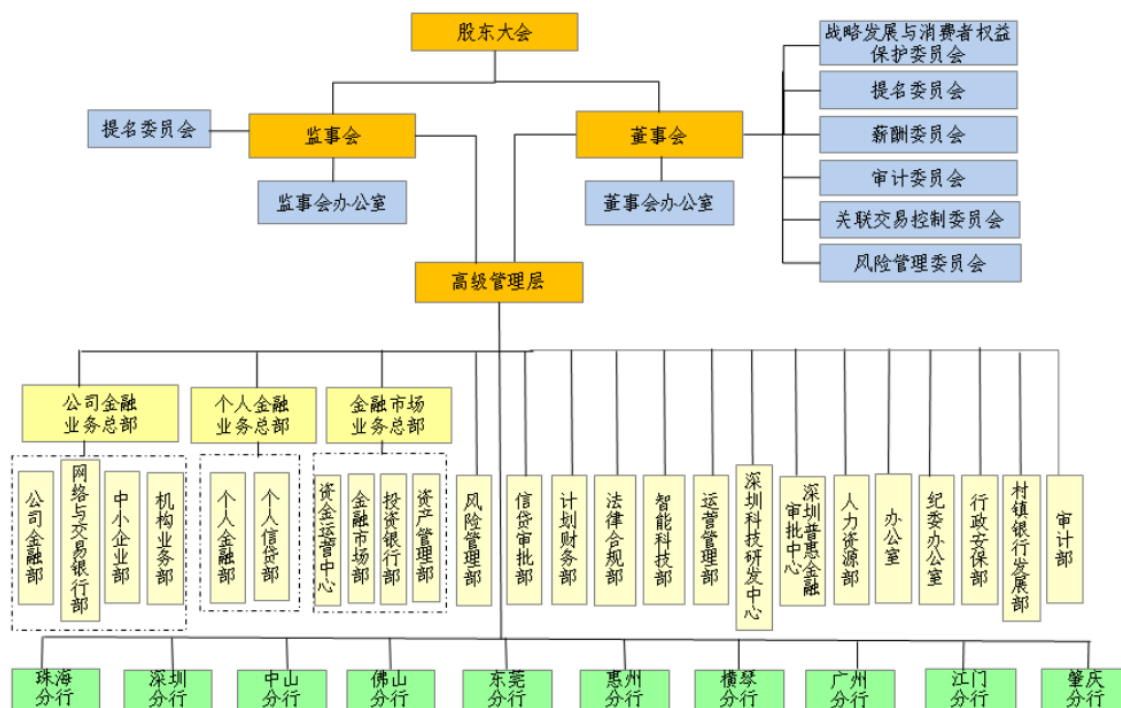 股东大会
战略发展与消费者权益
保护委员会
提名委员会
薪酬委员会
审计委员会
关联交易控制委员会
风险管理委员会
提名委员会
监事会
董事会
监事会办公室
董事会办公室
高级管理层
公司金融
业务总部
个人金融
业务总部
金融市场
业务总部
公司金融部
网络与交易银行部
中小企业部
机构业务部
个人金融部
个人信贷部
资金运营中心
金融市场部
投资银行部
资产管理部
风险管理部
信贷审批部
计划财务部
法律合规部
智能科技部
运营管理部
深圳科技研发中心
深圳普惠金融
审批中心
人力资源部
办公室
纪委办公室
行政安保部
村镇银行发展部
审计部
珠海
分行
深圳
分行
中山
分行
佛山
分行
东莞
分行
惠州
分行
横琴
分行
广州
分行
江门
分行
肇庆
分行